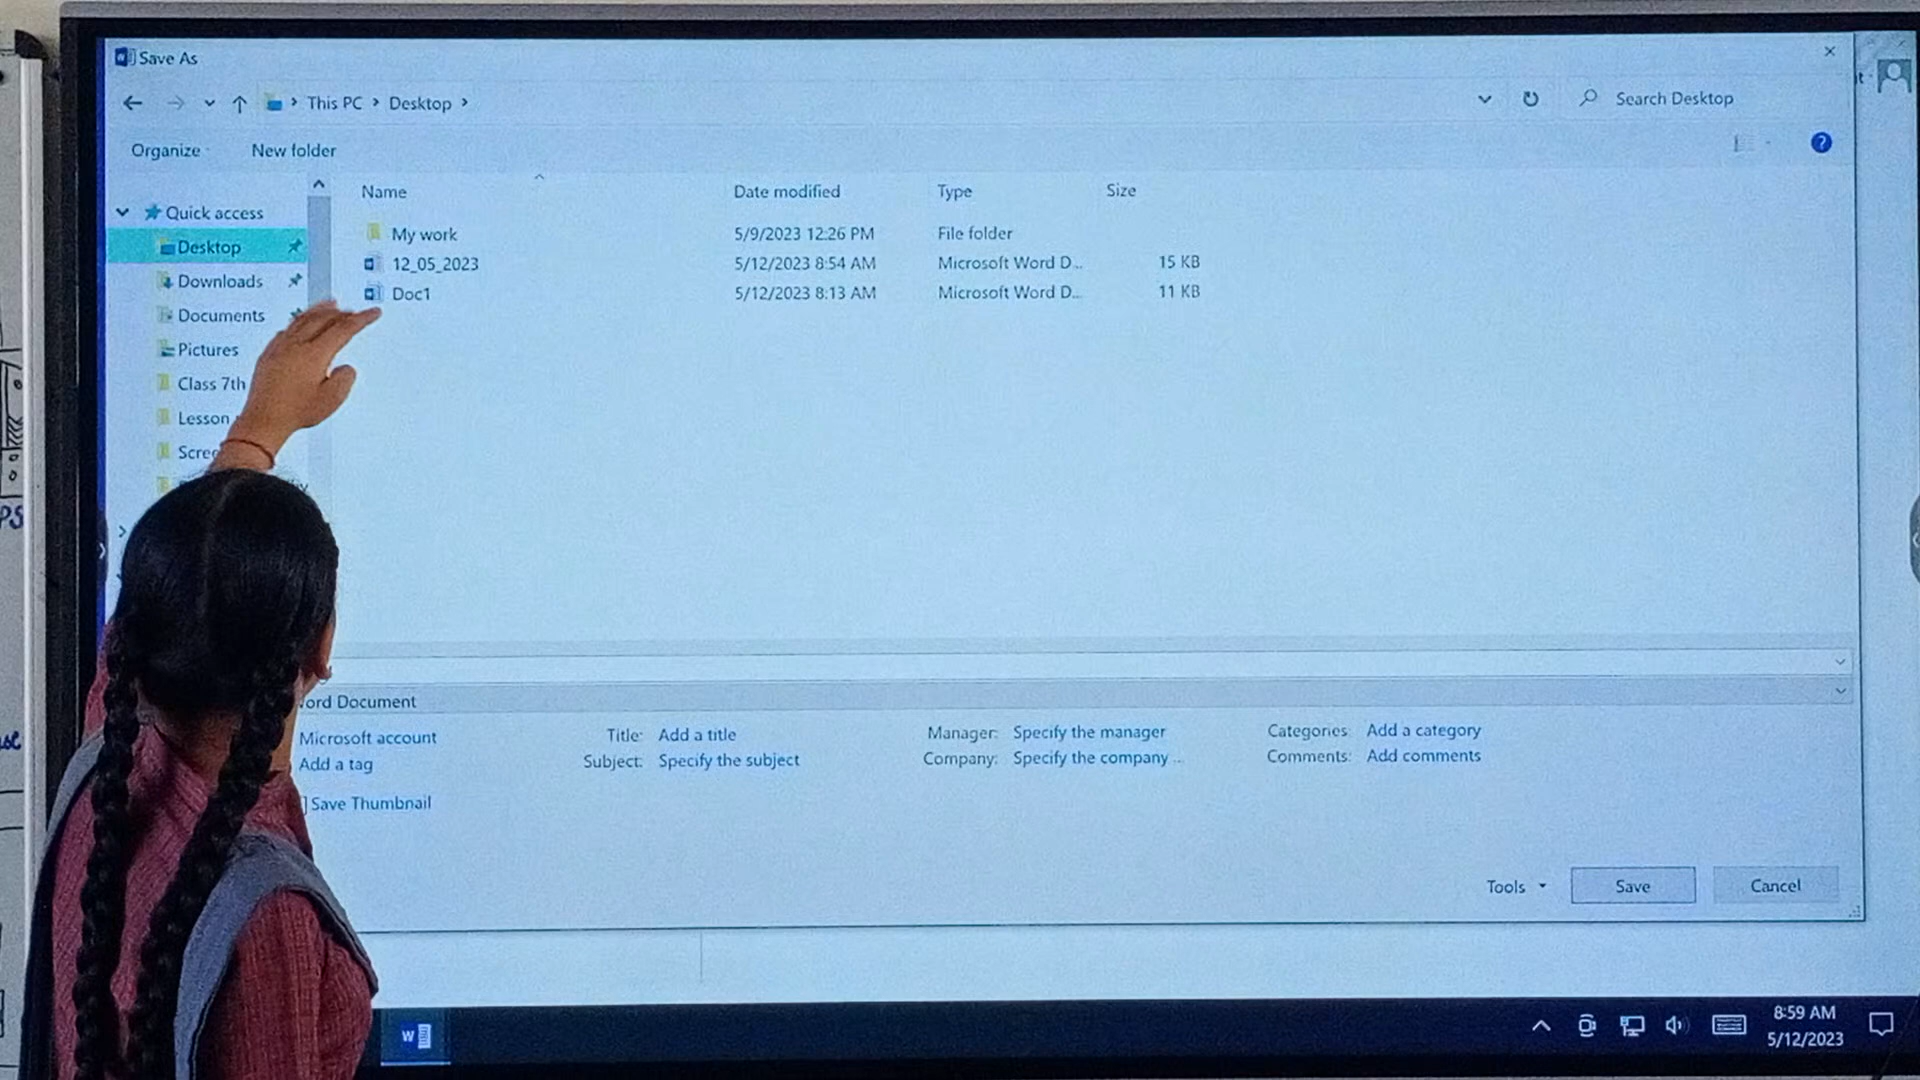 Save As
This PC > Desktop >
Search Desktop
Organize
New folder
Name Date modified Type Size
Quick access
Desktop
Downloads
Documents
Pictures
Class 7th
Lesson
My work 5/9/2023 12:26 PM File folder
12_05_2023 5/12/2023 8:54 AM Microsoft Word D... 15 KB
Doc1 5/12/2023 8:13 AM Microsoft Word D... 11 KB
Document
Microsoft account
Title: Add a title
Manager: Specify the manager
Categories: Add a category
Add a tag
Subject: Specify the subject
Company: Specify the company ...
Comments: Add comments
Save Thumbnail
Tools
Save
Cancel
W
8:59 AM
5/12/2023